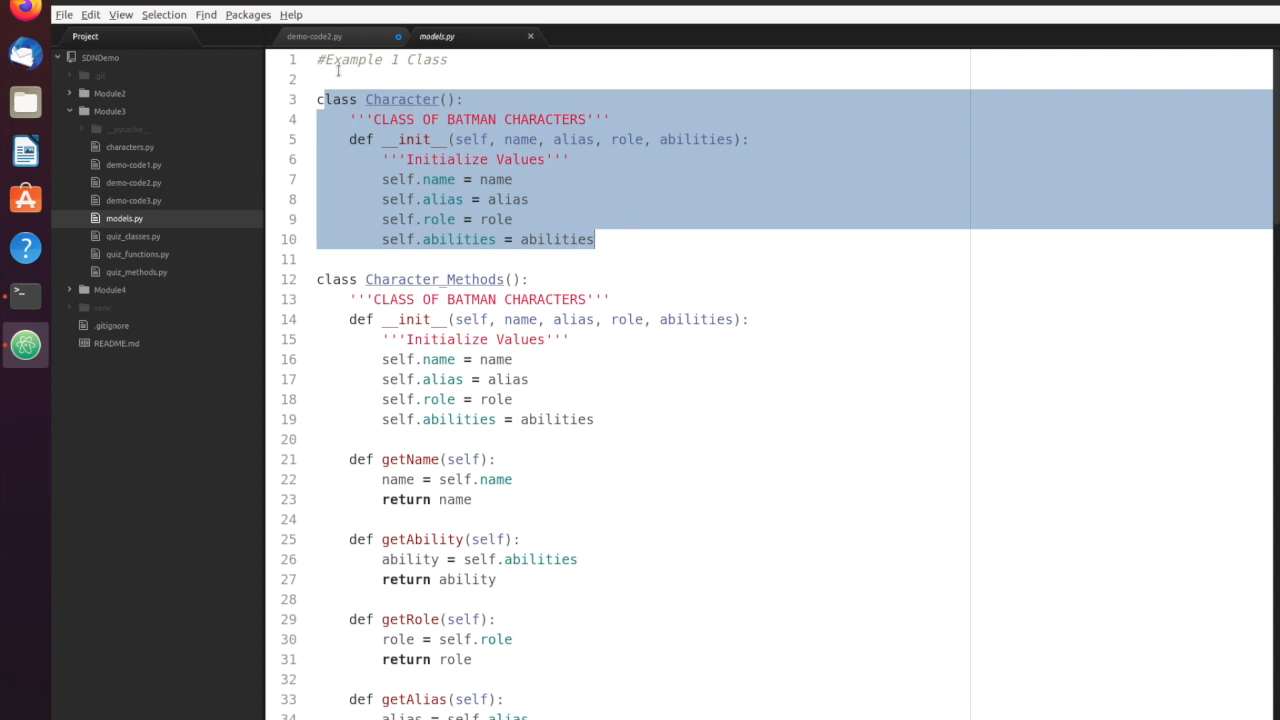 File Edit View Selection Find Packages Help
Project
demo-code2.py
models.py
SDNDemo
.git
Module2
Module3
__pycache__
characters.py
demo-code1.py
demo-code2.py
demo-code3.py
models.py
quiz_classes.py
quiz_functions.py
quiz_methods.py
Module4
venv
.gitignore
README.md
1 #Example 1 Class
2
3 class Character():
4 '''CLASS OF BATMAN CHARACTERS'''
5 def __init__(self, name, alias, role, abilities):
6 '''Initialize Values'''
7 self.name = name
8 self.alias = alias
9 self.role = role
10 self.abilities = abilities
11
12 class Character_Methods():
13 '''CLASS OF BATMAN CHARACTERS'''
14 def __init__(self, name, alias, role, abilities):
15 '''Initialize Values'''
16 self.name = name
17 self.alias = alias
18 self.role = role
19 self.abilities = abilities
20
21 def getName(self):
22 name = self.name
23 return name
24
25 def getAbility(self):
26 ability = self.abilities
27 return ability
28
29 def getRole(self):
30 role = self.role
31 return role
32
33 def getAlias(self):
34 alias = self.alias